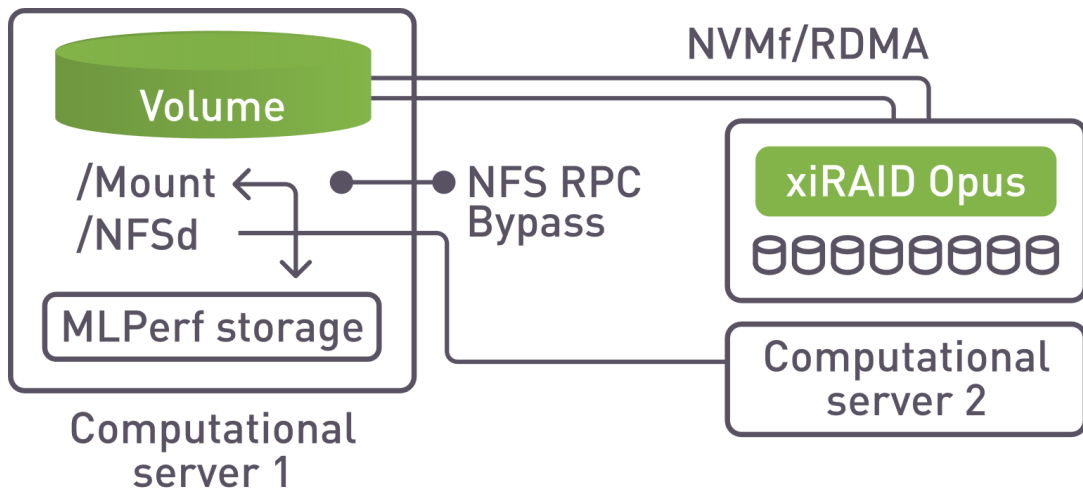 NVMf/RDMA
Volume
/Mount
/NFSd
NFS RPC
Bypass
xiRAID Opus
MLPerf storage
Computational
server 2
Computational
server 1